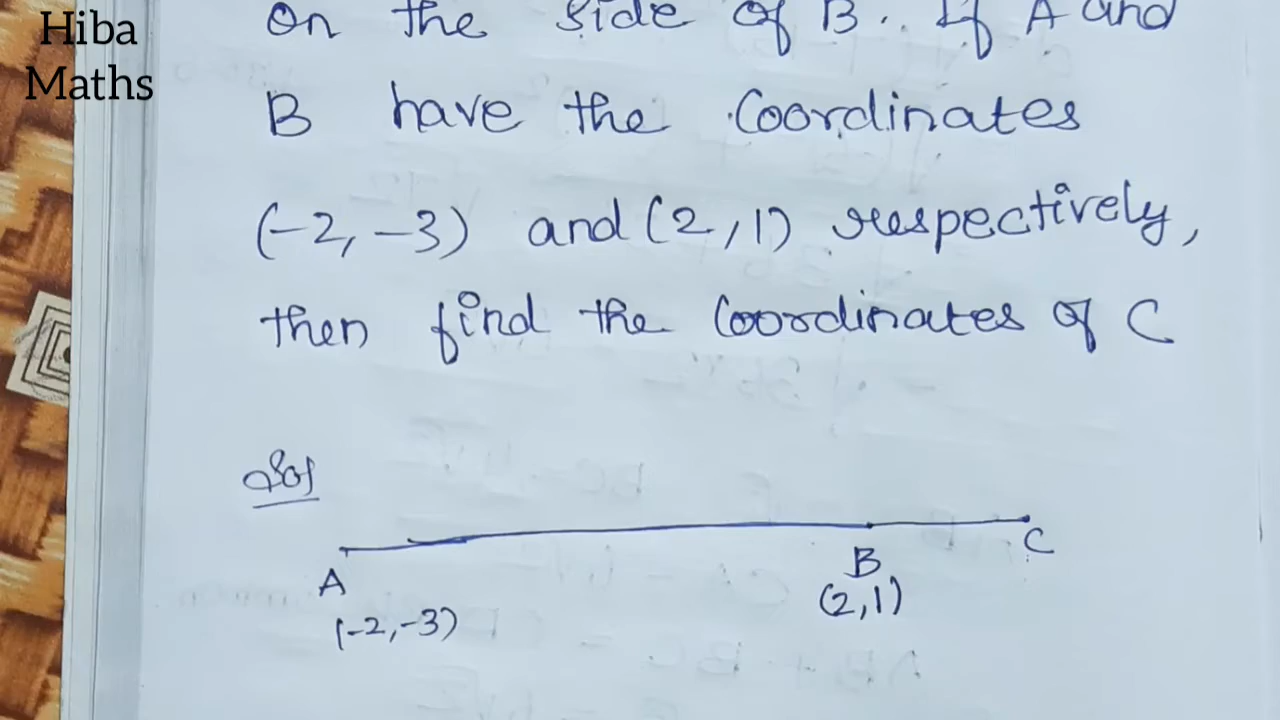 Hiba
Maths
on the side of B. If A and
B have the Coordinates
(-2, -3) and (2, 1) respectively,
then find the Coordinates of C
Sol
A
B
C
(2,1)
(-2,-3)